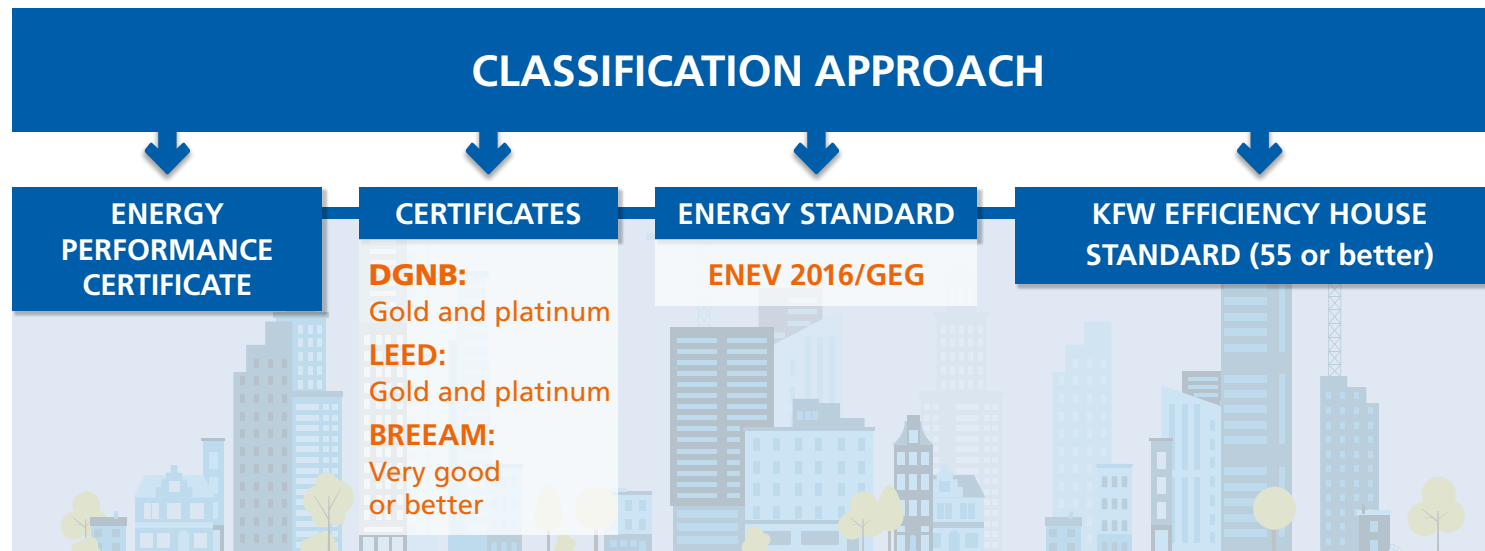 CLASSIFICATION APPROACH
ENERGY
PERFORMANCE
CERTIFICATE
CERTIFICATES
DGNB:
Gold and platinum
LEED:
Gold and platinum
BREEAM:
Very good
or better
ENERGY STANDARD
ENEV 2016/GEG
KFW EFFICIENCY HOUSE
STANDARD (55 or better)